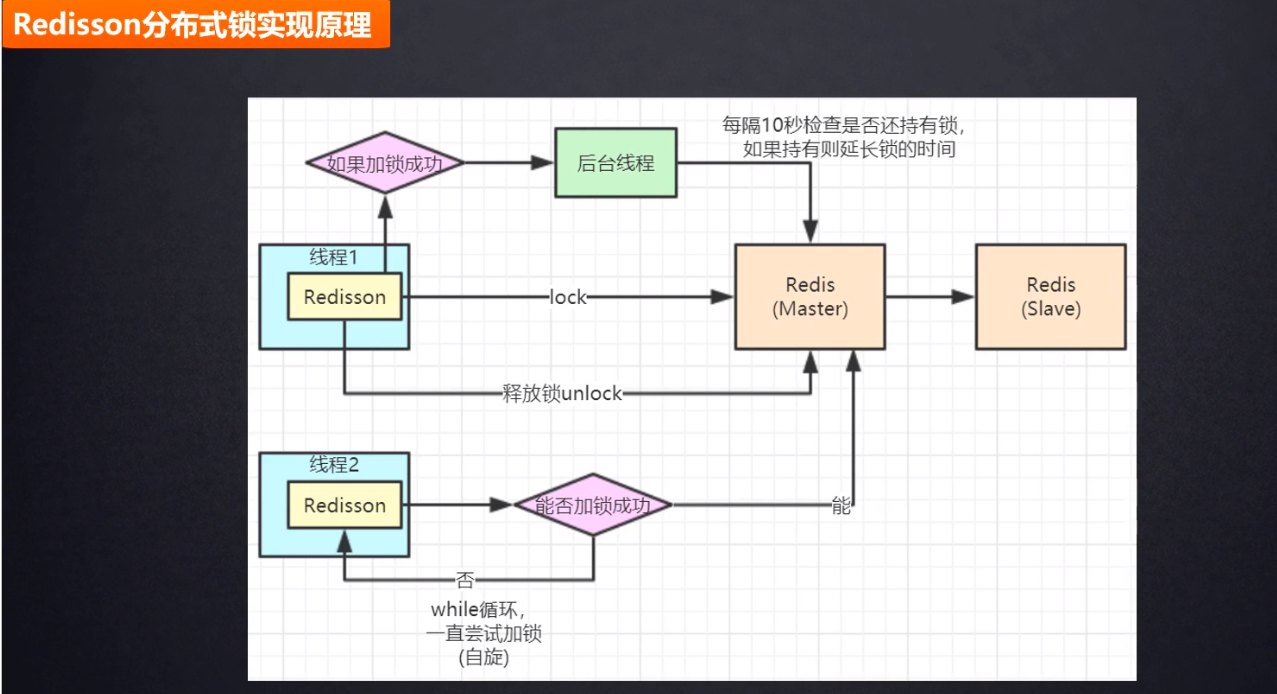 Redisson分布式锁实现原理
每隔10秒检查是否还持有锁，
如果持有则延长锁的时间
如果加锁成功
后台线程
线程1
Redisson
lock
Redis
(Master)
Redis
(Slave)
释放锁unlock
线程2
Redisson
能否加锁成功
能
否
while循环，
一直尝试加锁
(自旋)